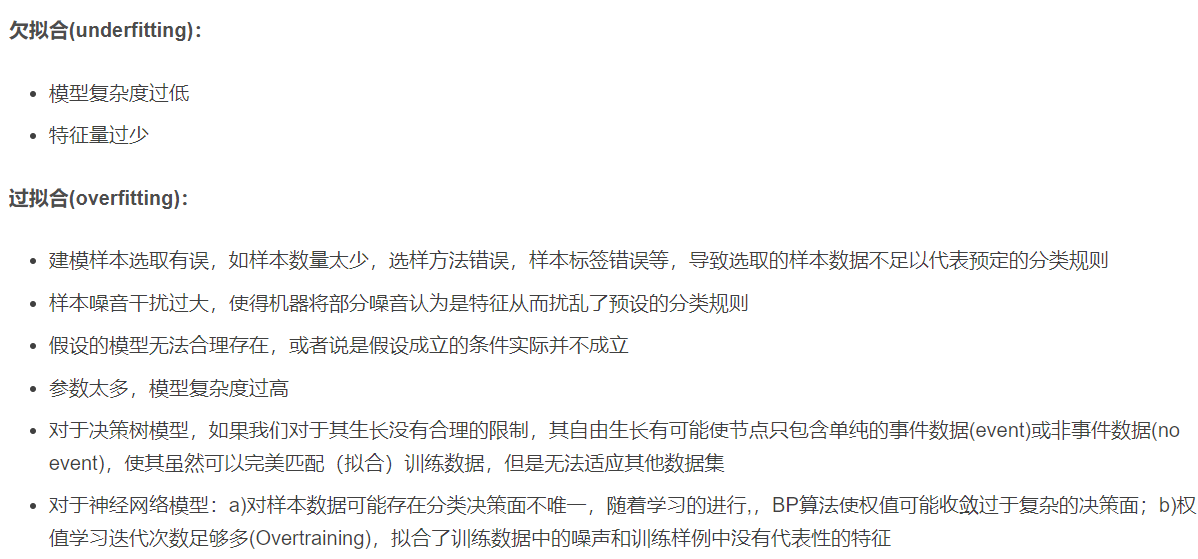 欠拟合(underfitting)：
• 模型复杂度过低
• 特征量过少
过拟合(overfitting)：
• 建模样本选取有误，如样本数量太少，选样方法错误，样本标签错误等，导致选取的样本数据不足以代表预定的分类规则
• 样本噪音干扰过大，使得机器将部分噪音认为是特征从而扰乱了预设的分类规则
• 假设的模型无法合理存在，或者说是假设成立的条件实际并不成立
• 参数太多，模型复杂度过高
• 对于决策树模型，如果我们对于其生长没有合理的限制，其自由生长有可能使节点只包含单纯的事件数据(event)或非事件数据(no
event)，使其虽然可以完美匹配（拟合）训练数据，但是无法适应其他数据集
• 对于神经网络模型：a)对样本数据可能存在分类决策面不唯一，随着学习的进行,，BP算法使权值可能收敛过于复杂的决策面；b)权
值学习迭代次数足够多(Overtraining)，拟合了训练数据中的噪声和训练样例中没有代表性的特征